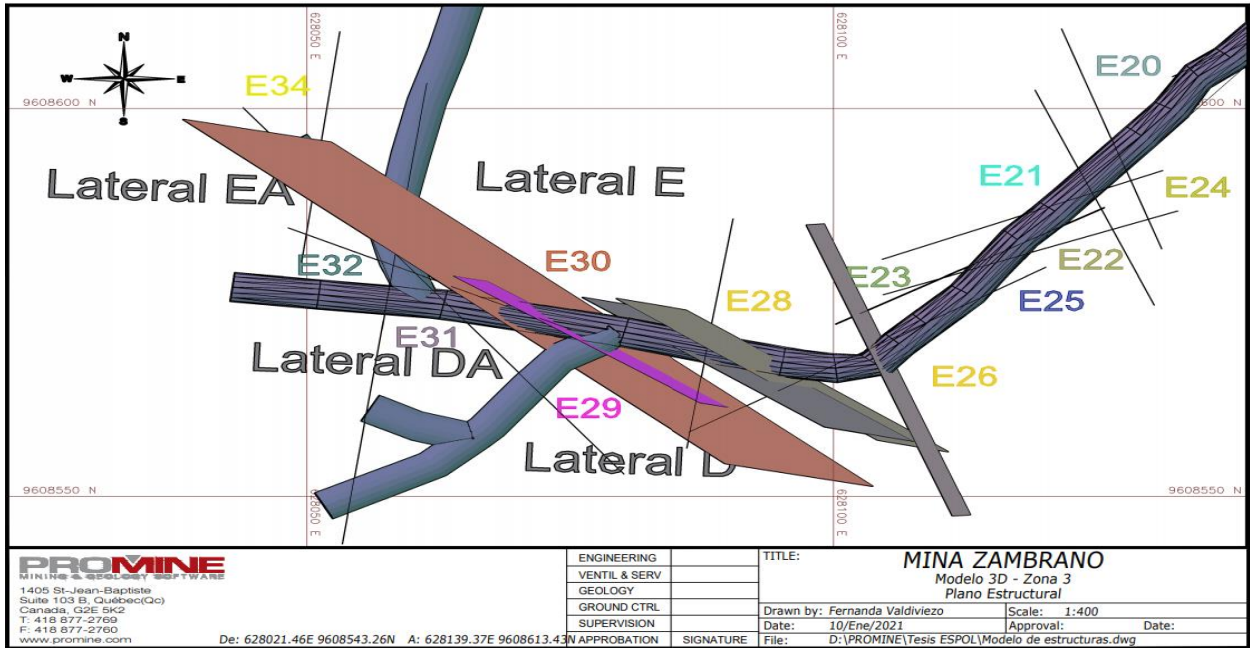 N
W E
S
628050 E
628100 E
9608600 N
600 N
E34
E20
Lateral EA
Lateral E
E21
E24
E32
E30
E23
E22
E28
E25
E31
Lateral DA
E26
E29
Lateral D
9608550 N
9608550 N
628050 E
628100 E
PROMINE
MINING & GEOLOGY SOFTWARE
1405 St-Jean-Baptiste
Suite 103 B, Québec(Qc)
Canada, G2E 5K2
T: 418 877-2769
F: 418 877-2760
www.promine.com
De: 628021.46E 9608543.26N A: 628139.37E 9608613.43N
ENGINEERING
VENTIL & SERV
GEOLOGY
GROUND CTRL
SUPERVISION
APPROBATION SIGNATURE
TITLE:
MINA ZAMBRANO
Modelo 3D - Zona 3
Plano Estructural
Drawn by: Fernanda Valdiviezo Scale: 1:400
Date: 10/Ene/2021 Approval: Date:
File: D:\PROMINE\Tesis ESPOL\Modelo de estructuras.dwg